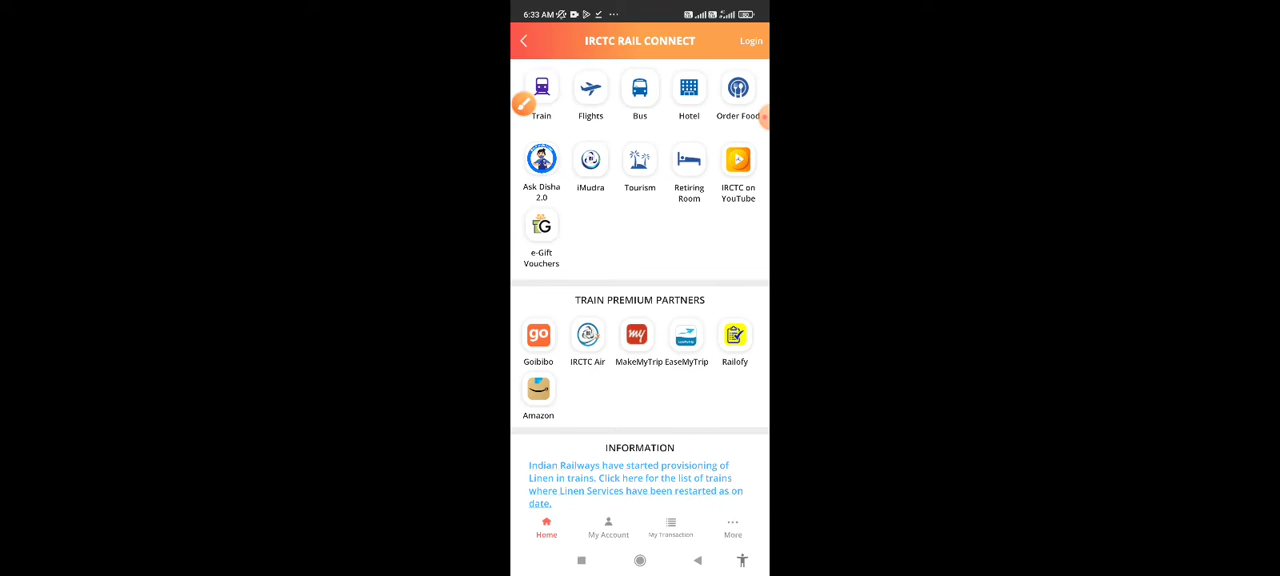 6:33 AM ...
IRCTC RAIL CONNECT Login
Train Flights Bus Hotel Order Food
Ask Disha 2.0 iMudra Tourism Retiring Room IRCTC on YouTube
e-Gift Vouchers
TRAIN PREMIUM PARTNERS
go my
Goibibo IRCTC Air MakeMyTrip EaseMyTrip Railofy
Amazon
INFORMATION
Indian Railways have started provisioning of
Linen in trains. Click here for the list of trains
where Linen Services have been restarted as on
date.
Home My Account My Transaction More